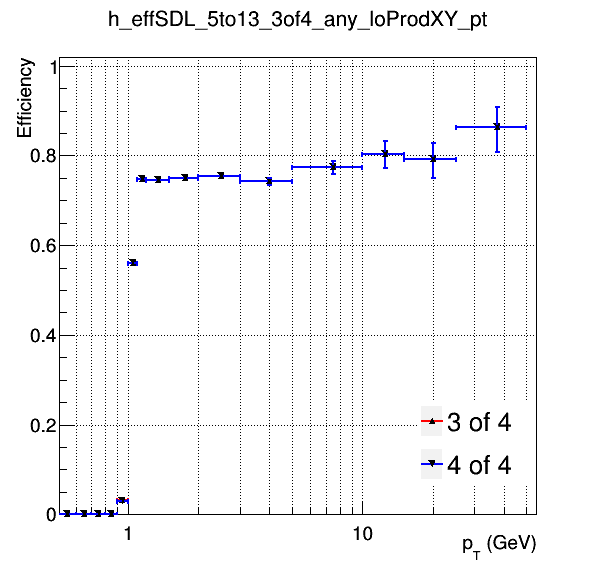 h_effSDL_5to13_3of4_any_loProdXY_pt
Efficiency
1
0.8
0.6
0.4
0.2
0
3 of 4
4 of 4
1
10
p_T (GeV)